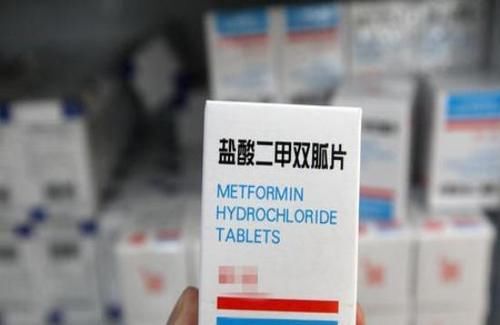 盐酸二甲双胍片
METFORMIN
HYDROCHLORIDE
TABLETS